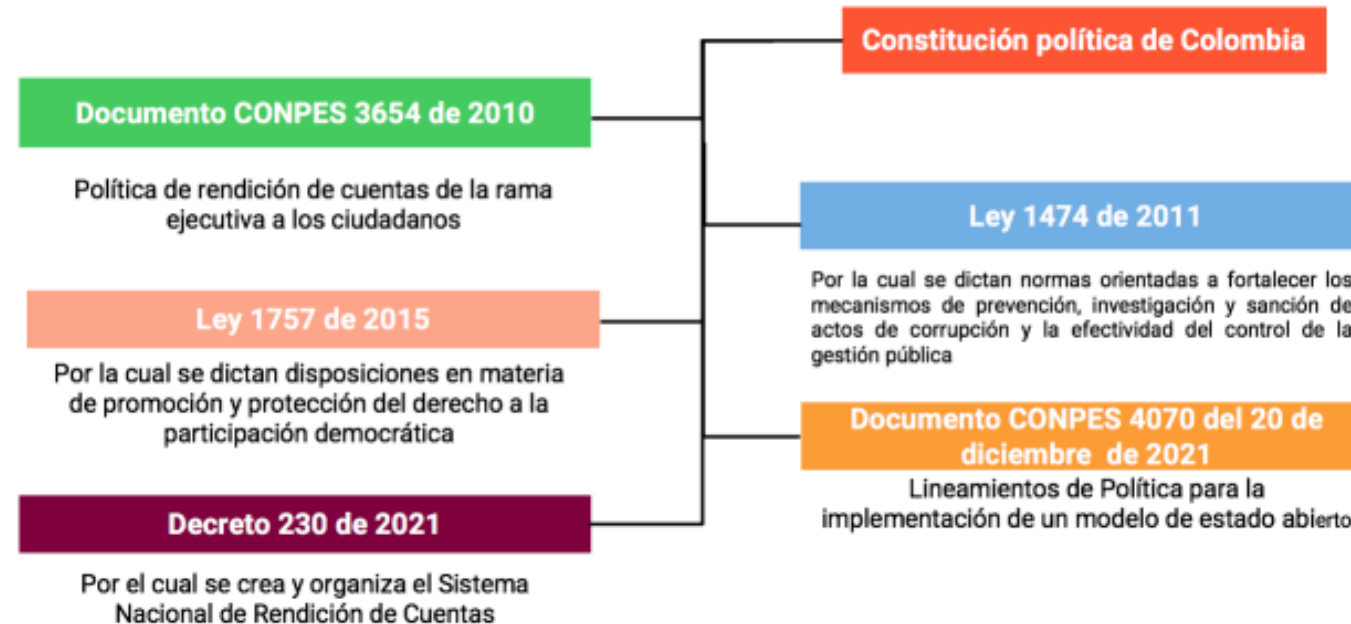 Constitución política de Colombia
Documento CONPES 3654 de 2010
Política de rendición de cuentas de la rama
ejecutiva a los ciudadanos
Ley 1474 de 2011
Por la cual se dictan normas orientadas a fortalecer los
mecanismos de prevención, investigación y sanción de
actos de corrupción y la efectividad del control de la
gestión pública
Ley 1757 de 2015
Por la cual se dictan disposiciones en materia
de promoción y protección del derecho a la
participación democrática
Documento CONPES 4070 del 20 de
diciembre de 2021
Lineamientos de Política para la
implementación de un modelo de estado abierto
Decreto 230 de 2021
Por el cual se crea y organiza el Sistema
Nacional de Rendición de Cuentas